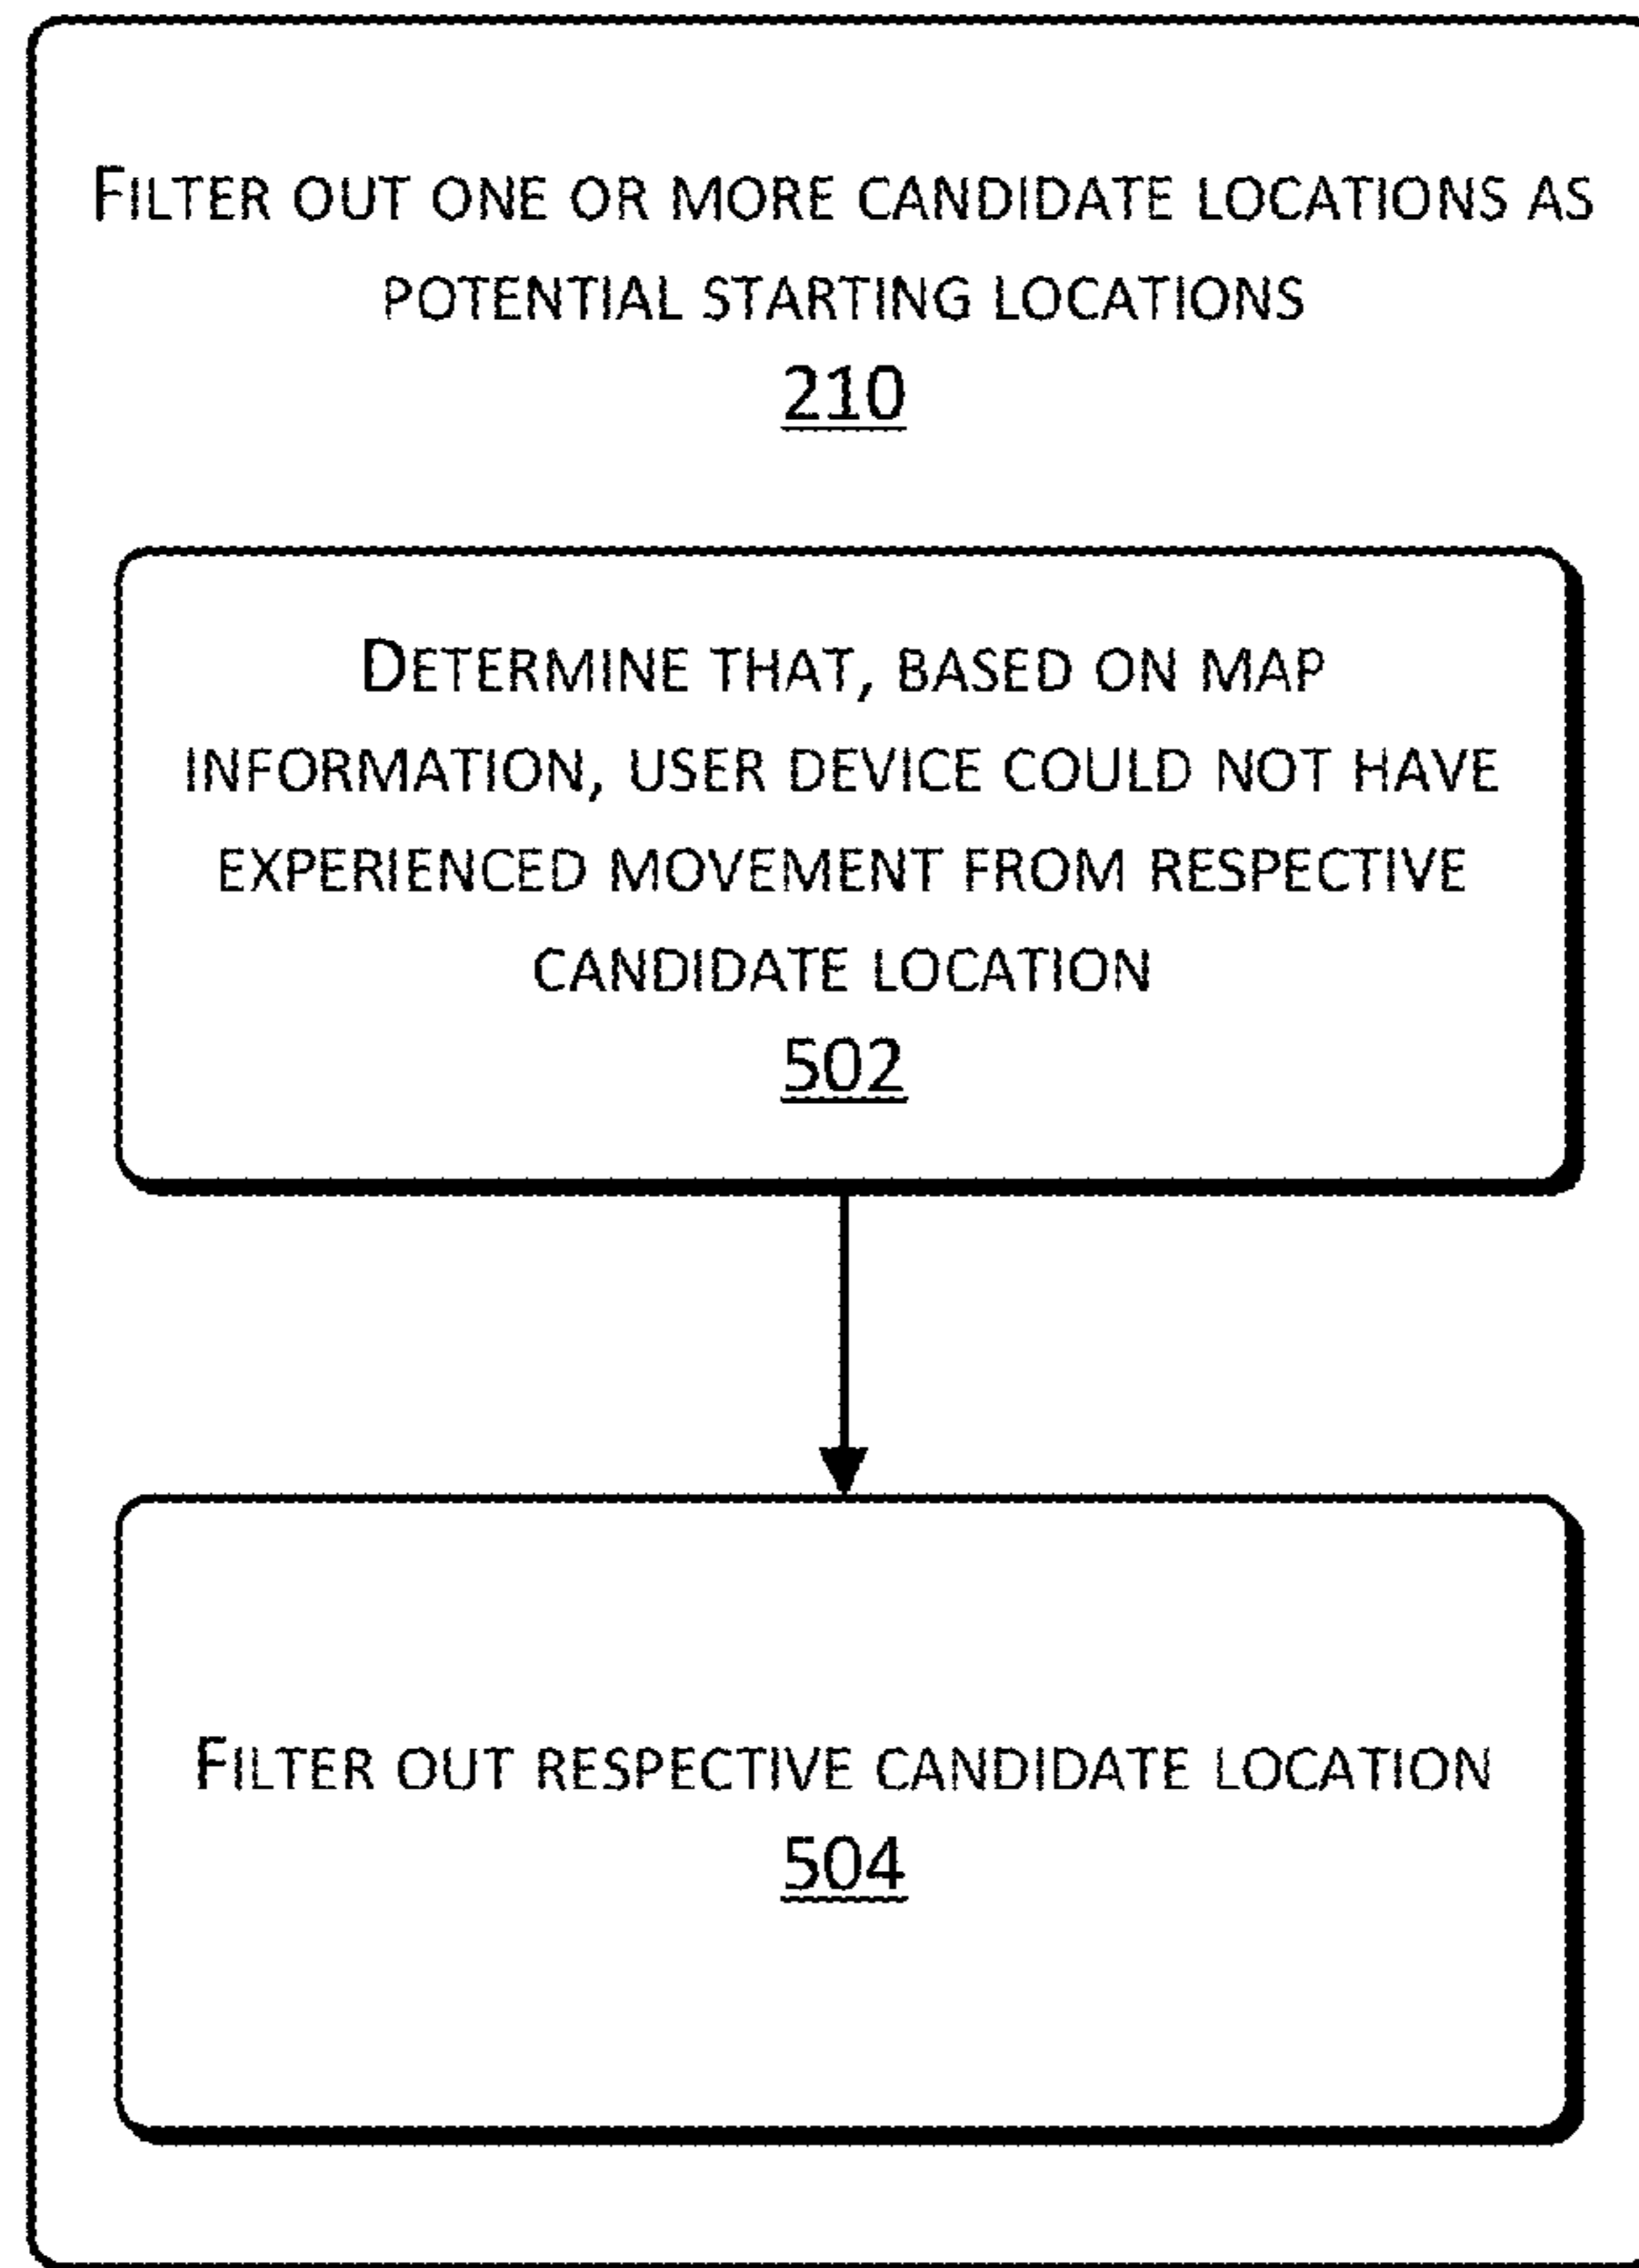 FILTER OUT ONE OR MORE CANDIDATE LOCATIONS AS
POTENTIAL STARTING LOCATIONS
210
DETERMINE THAT, BASED ON MAP
INFORMATION, USER DEVICE COULD NOT HAVE
EXPERIENCED MOVEMENT FROM RESPECTIVE
CANDIDATE LOCATION
502
FILTER OUT RESPECTIVE CANDIDATE LOCATION
504